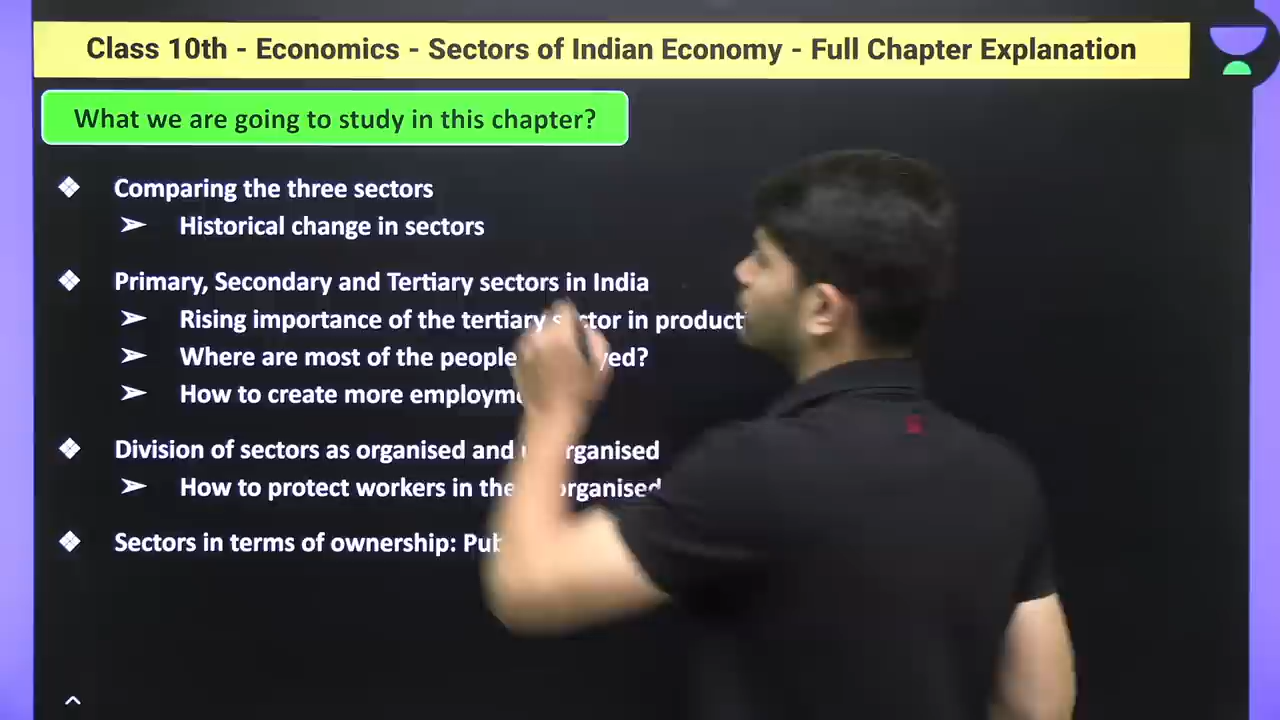 Class 10th - Economics - Sectors of Indian Economy - Full Chapter Explanation
What we are going to study in this chapter?
❖ Comparing the three sectors
➢ Historical change in sectors
❖ Primary, Secondary and Tertiary sectors in India
➢ Rising importance of the tertiary sector in
➢ Where are most of the people
➢ How to create more
❖ Division of sectors as organised and
➢ How to protect workers in the
❖ Sectors in terms of ownership: